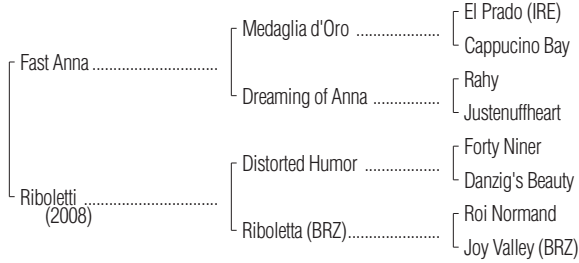 El Prado (IRE)
Medaglia d'Oro ..................
Cappucino Bay
Fast Anna ...........................
Rahy
Dreaming of Anna ..............
Justenuffheart
Forty Niner
Distorted Humor ................
Danzig's Beauty
Riboletti .............................
(2008)
Roi Normand
Riboletta (BRZ)...................
Joy Valley (BRZ)